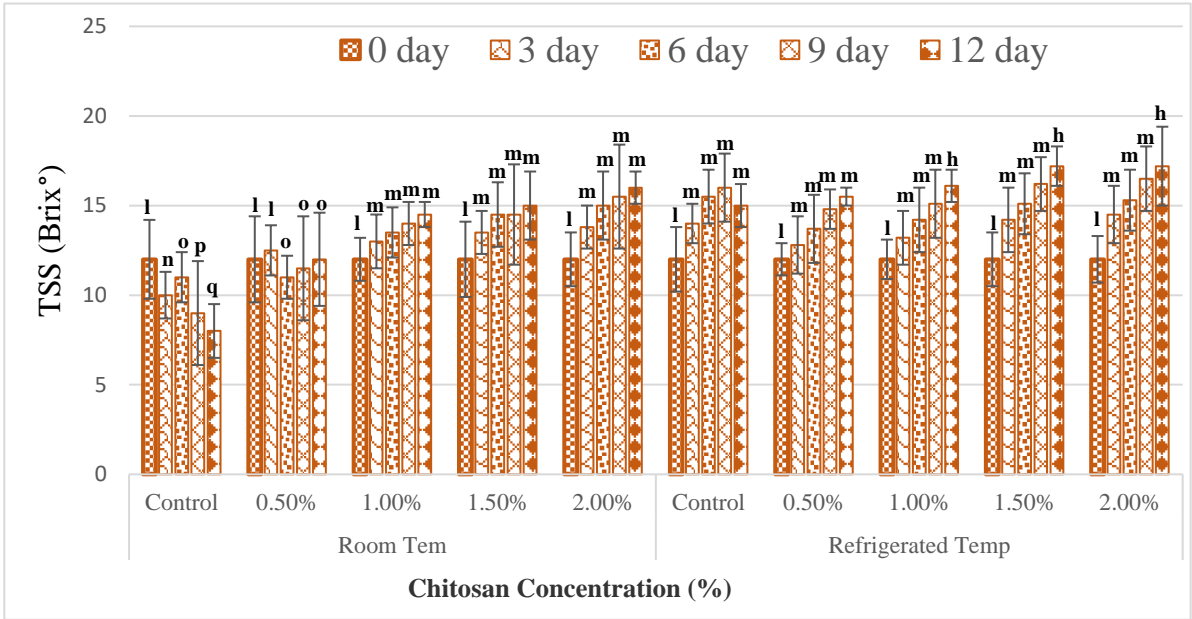 25
20
15
10
5
0
TSS (Brix°)
0 day 3 day 6 day 9 day 12 day
l n o p q l l o o o l m m m m l m m m m l m m m m l m m m m l m m m m l m m m h l m m m h l m m m h
Control 0.50% 1.00% 1.50% 2.00% Control 0.50% 1.00% 1.50% 2.00%
Room Tem Refrigerated Temp
Chitosan Concentration (%)